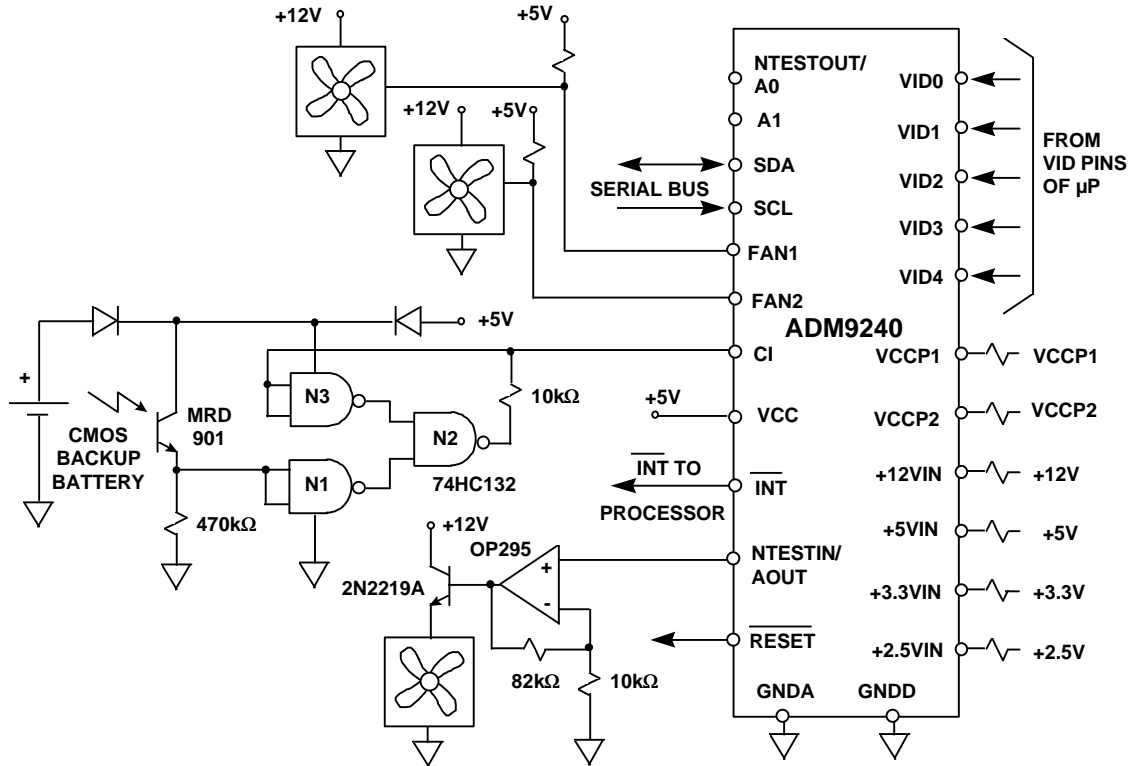 +12V
+5V
+12V
+5V
NTESTOUT/
A0
A1
SDA
SERIAL BUS
SCL
FAN1
FAN2
ADM9240
VID0
VID1
VID2
VID3
VID4
FROM
VID PINS
OF µP
+5V
CI
VCCP1
VCCP1
+
MRD
901
CMOS
BACKUP
BATTERY
N3
N2
N1
10kΩ
74HC132
470kΩ
+5V
VCC
VCCP2
VCCP2
INT TO
PROCESSOR
INT
+12VIN
+12V
+5VIN
+5V
+3.3VIN
+3.3V
+2.5VIN
+2.5V
+12V
OP295
2N2219A
+
-
NTESTIN/
AOUT
RESET
82kΩ
10kΩ
GNDA
GNDD